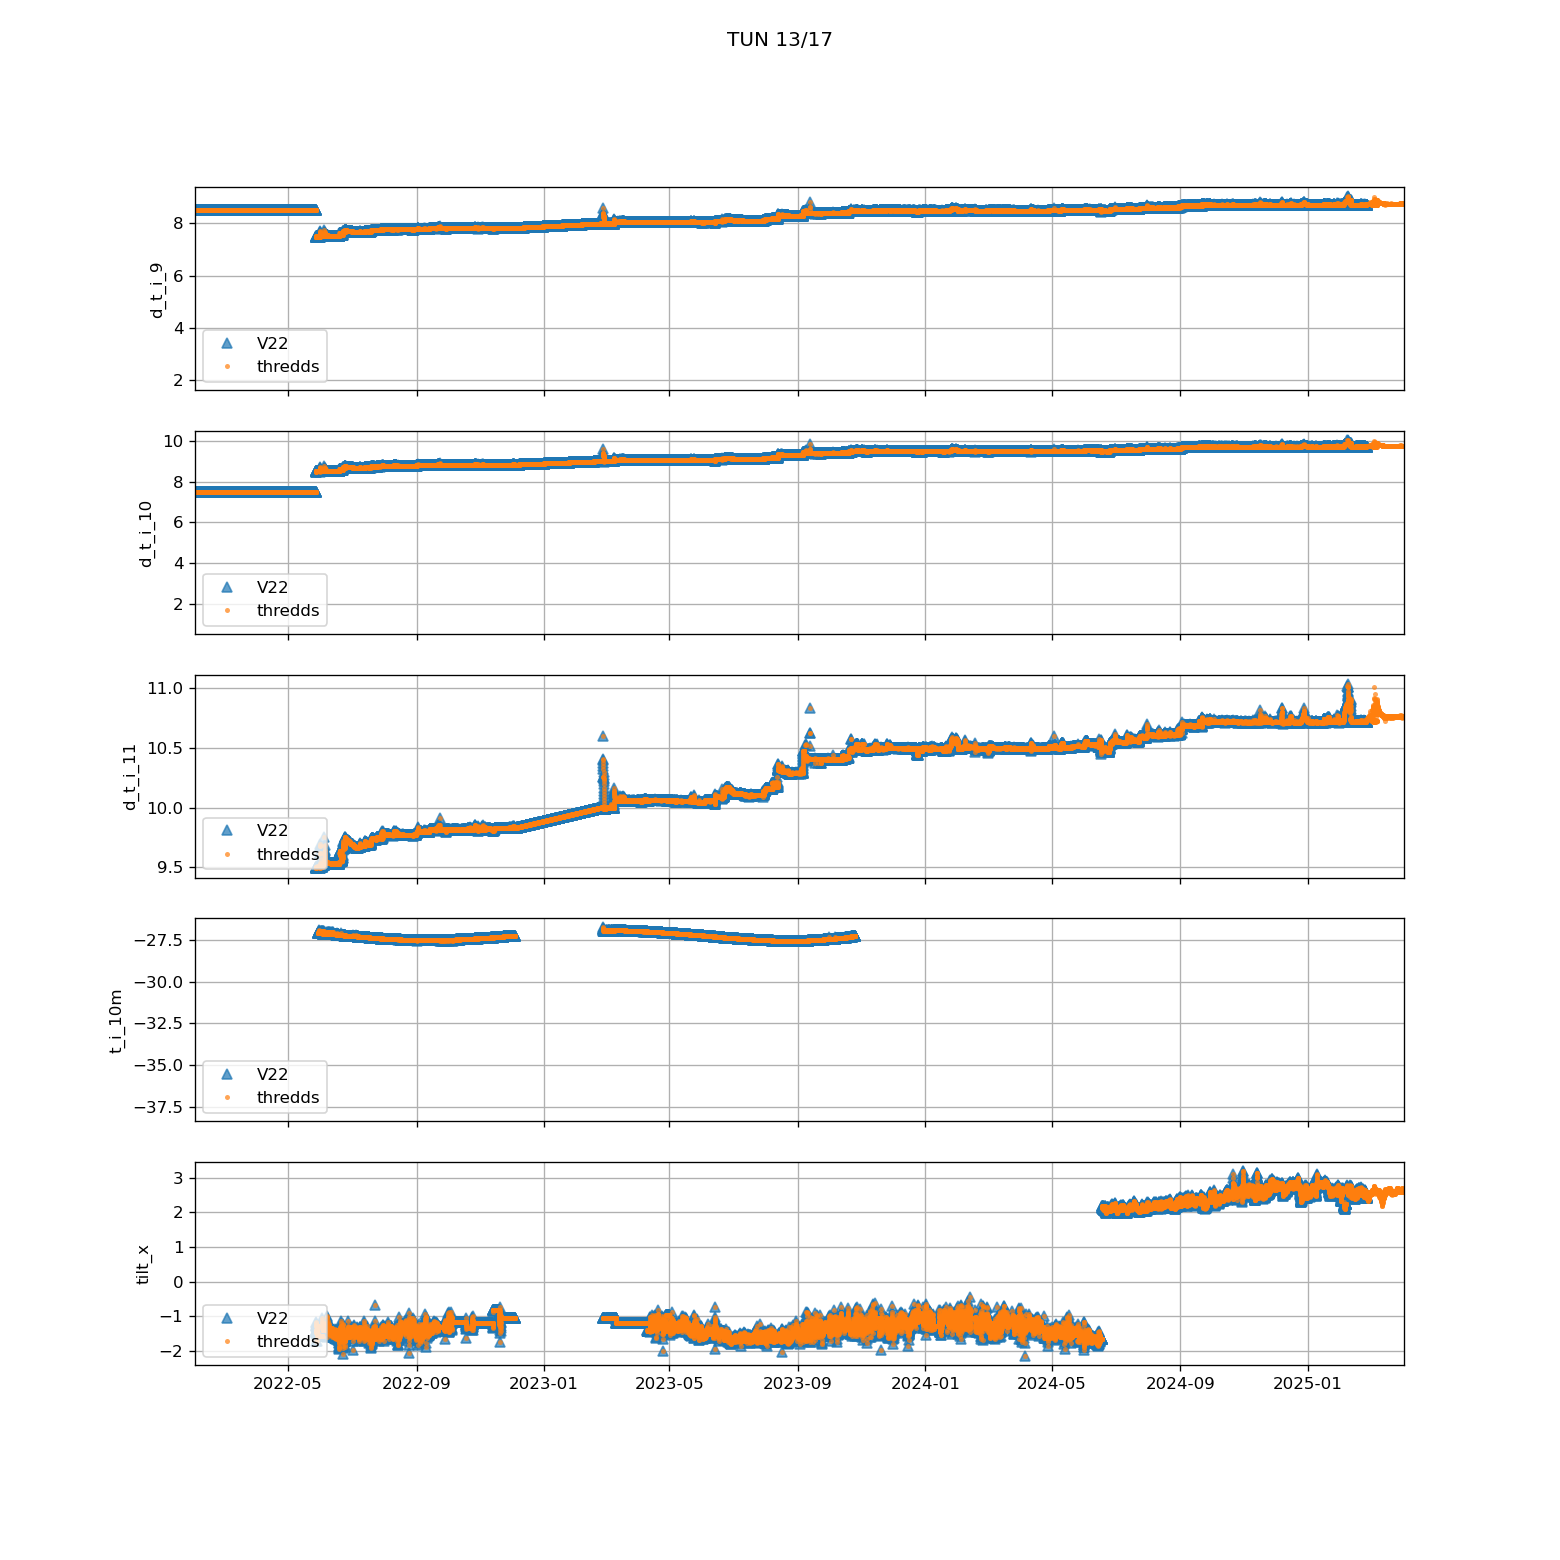 TUN 13/17
8
6
4
2
d_t_i_9
V22
thredds
10
8
6
4
2
d_t_i_10
V22
thredds
11.0
10.5
10.0
9.5
d_t_i_11
V22
thredds
−27.5
−30.0
−32.5
−35.0
−37.5
t_i_10m
V22
thredds
3
2
1
0
−1
−2
tilt_x
V22
thredds
2022-05 2022-09 2023-01 2023-05 2023-09 2024-01 2024-05 2024-09 2025-01